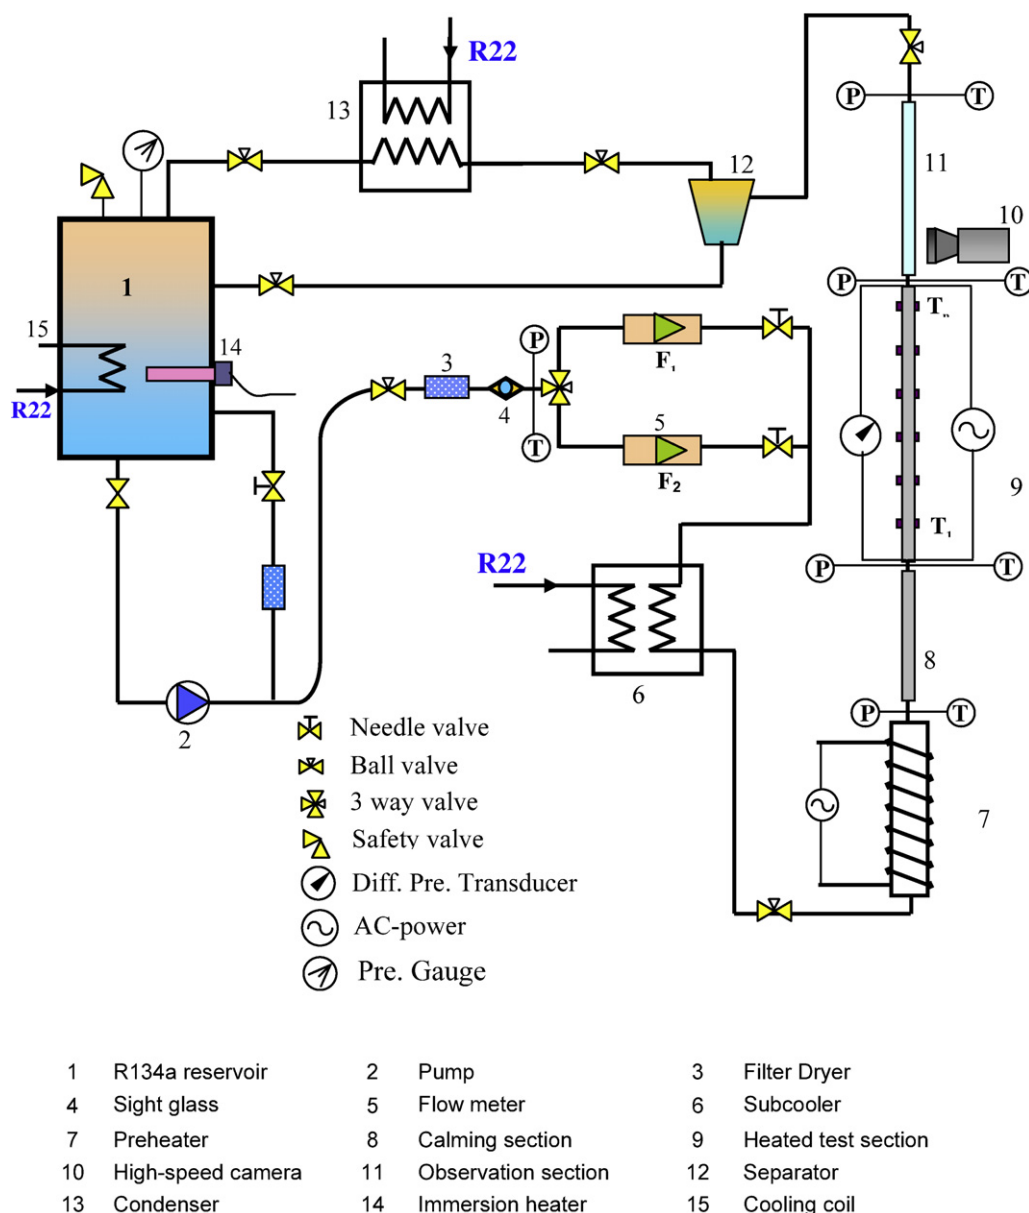 R22
13
P T
11
12
10
1
P T
15
14
Tn
R22
P
F1
3
4
5
T
F2
9
T1
R22
P T
8
6
P T
2
7
Needle valve
Ball valve
3 way valve
Safety valve
Diff. Pre. Transducer
AC-power
Pre. Gauge
1 R134a reservoir 2 Pump 3 Filter Dryer
4 Sight glass 5 Flow meter 6 Subcooler
7 Preheater 8 Calming section 9 Heated test section
10 High-speed camera 11 Observation section 12 Separator
13 Condenser 14 Immersion heater 15 Cooling coil